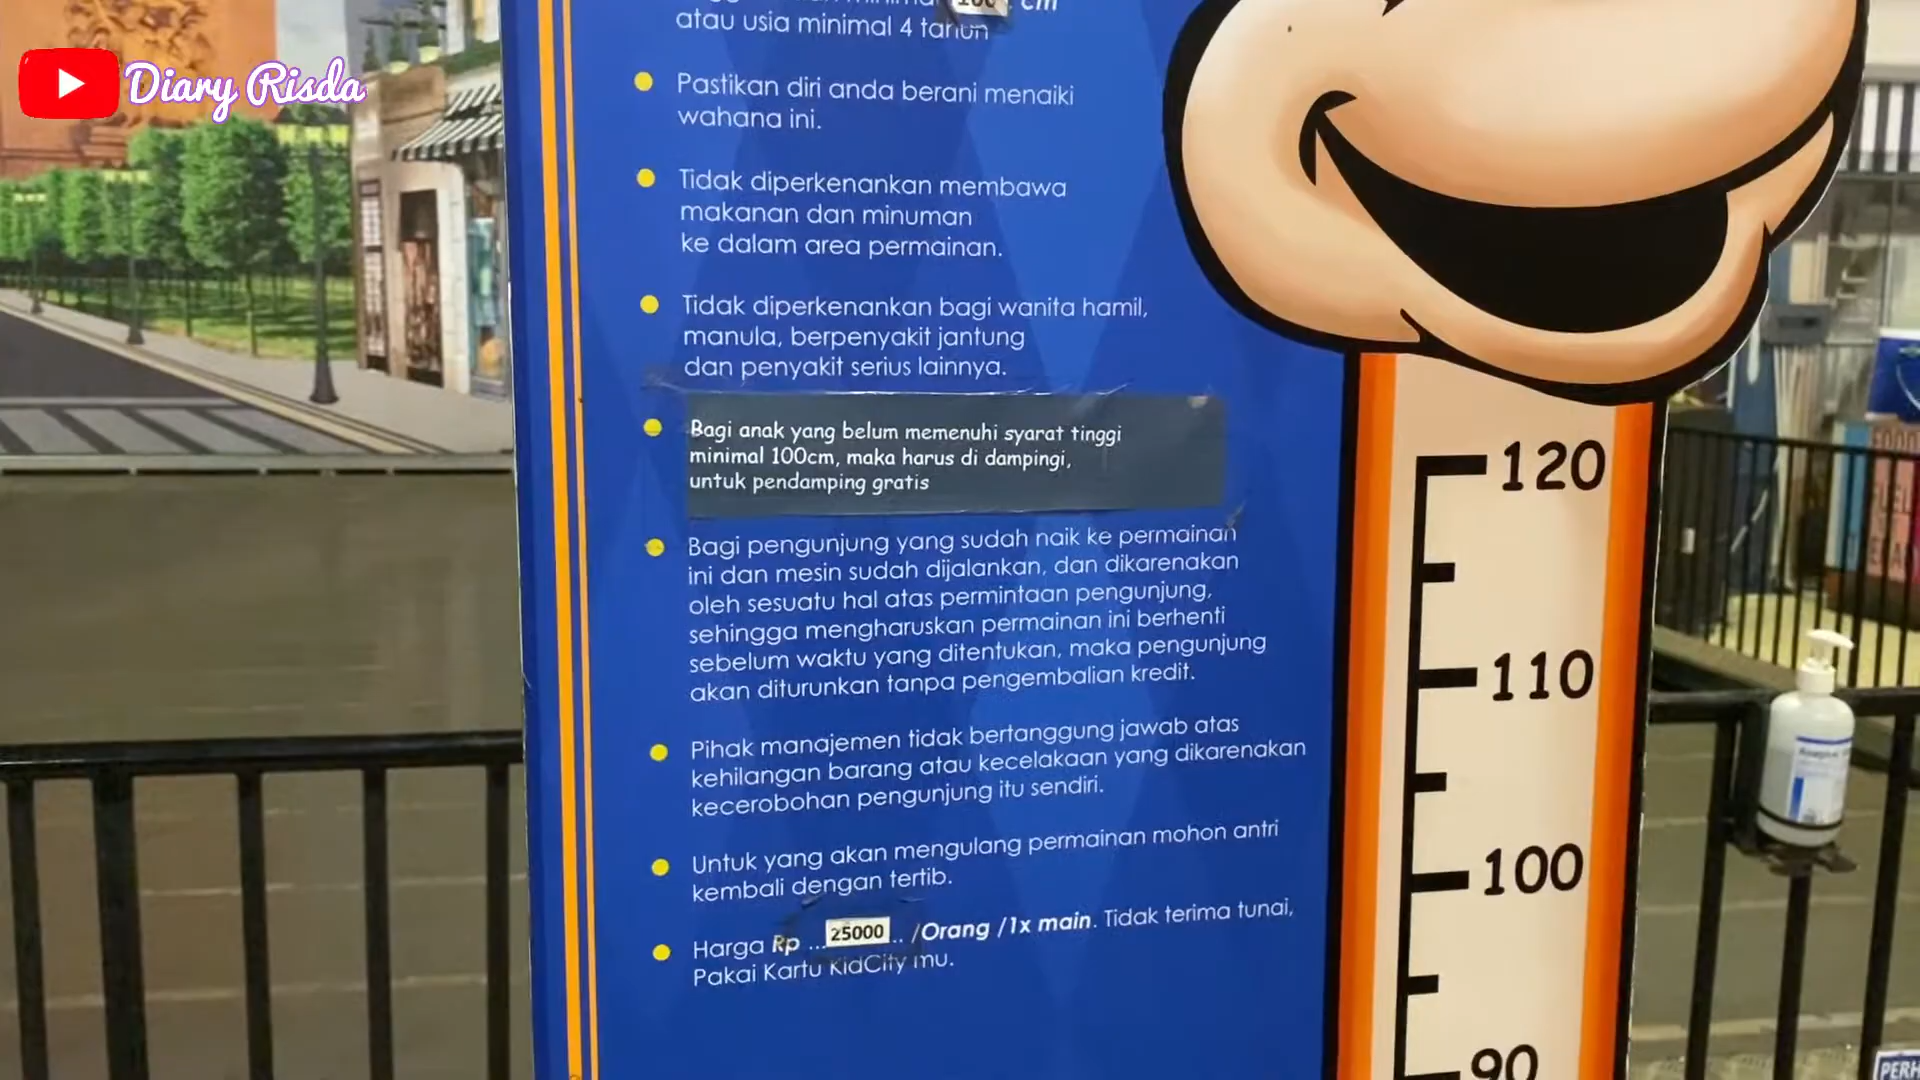 Diary Risda
100 cm
atau usia minimal 4 tahun
Pastikan diri anda berani menaiki
wahana ini.
Tidak diperkenankan membawa
makanan dan minuman
ke dalam area permainan.
Tidak diperkenankan bagi wanita hamil,
manula, berpenyakit jantung
dan penyakit serius lainnya.
Bagi anak yang belum memenuhi syarat tinggi
minimal 100cm, maka harus di dampingi,
untuk pendamping gratis
Bagi pengunjung yang sudah naik ke permainan
ini dan mesin sudah dijalankan, dan dikarenakan
oleh sesuatu hal atas permintaan pengunjung,
sehingga mengharuskan permainan ini berhenti
sebelum waktu yang ditentukan, maka pengunjung
akan diturunkan tanpa pengembalian kredit.
Pihak manajemen tidak bertanggung jawab atas
kehilangan barang atau kecelakaan yang dikarenakan
kecerobohan pengunjung itu sendiri.
Untuk yang akan mengulang permainan mohon antri
kembali dengan tertib.
Harga Rp ...25000.. /Orang /1x main. Tidak terima tunai,
Pakai Kartu KidCity mu.
120
110
100
90